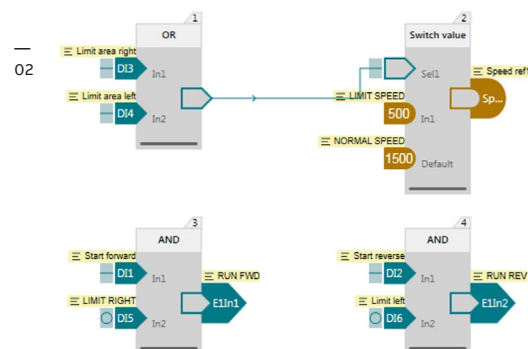 02
1
OR
Limit area right
DI3
In1
Limit area left
DI4
In2
2
Switch value
Sel1
Speed ref1
Sp...
LIMIT SPEED
500
In1
NORMAL SPEED
1500
Default
3
AND
Start forward
DI1
In1
RUN FWD
E1In1
LIMIT RIGHT
DI5
In2
4
AND
Start reverse
DI2
In1
RUN REV
E1In2
Limit left
DI6
In2